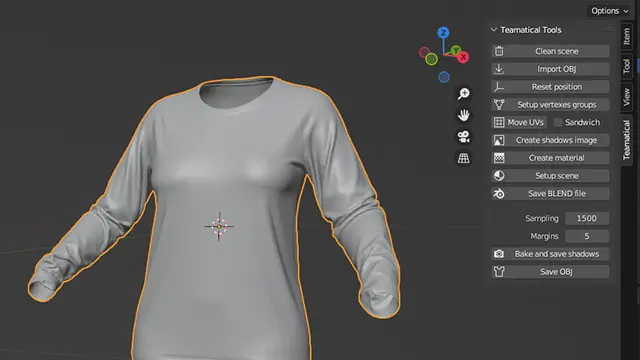 Options
Teamatical Tools
Clean scene
Import OBJ
Reset position
Setup vertexes groups
Move UVs
Sandwich
Create shadows image
Create material
Setup scene
Save BLEND file
Sampling 1500
Margins 5
Bake and save shadows
Save OBJ
Item
Tool
View
Teamatical
Z
Y
X